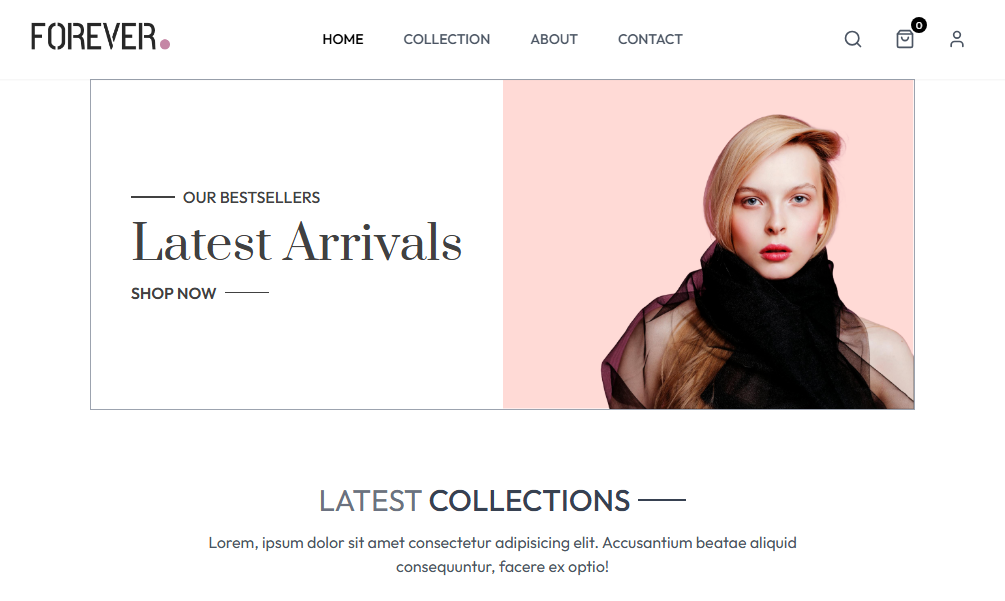 FOREVER.
HOME COLLECTION ABOUT CONTACT
0
OUR BESTSELLERS
Latest Arrivals
SHOP NOW
LATEST COLLECTIONS
Lorem, ipsum dolor sit amet consectetur adipisicing elit. Accusantium beatae aliquid
consequuntur, facere ex optio!